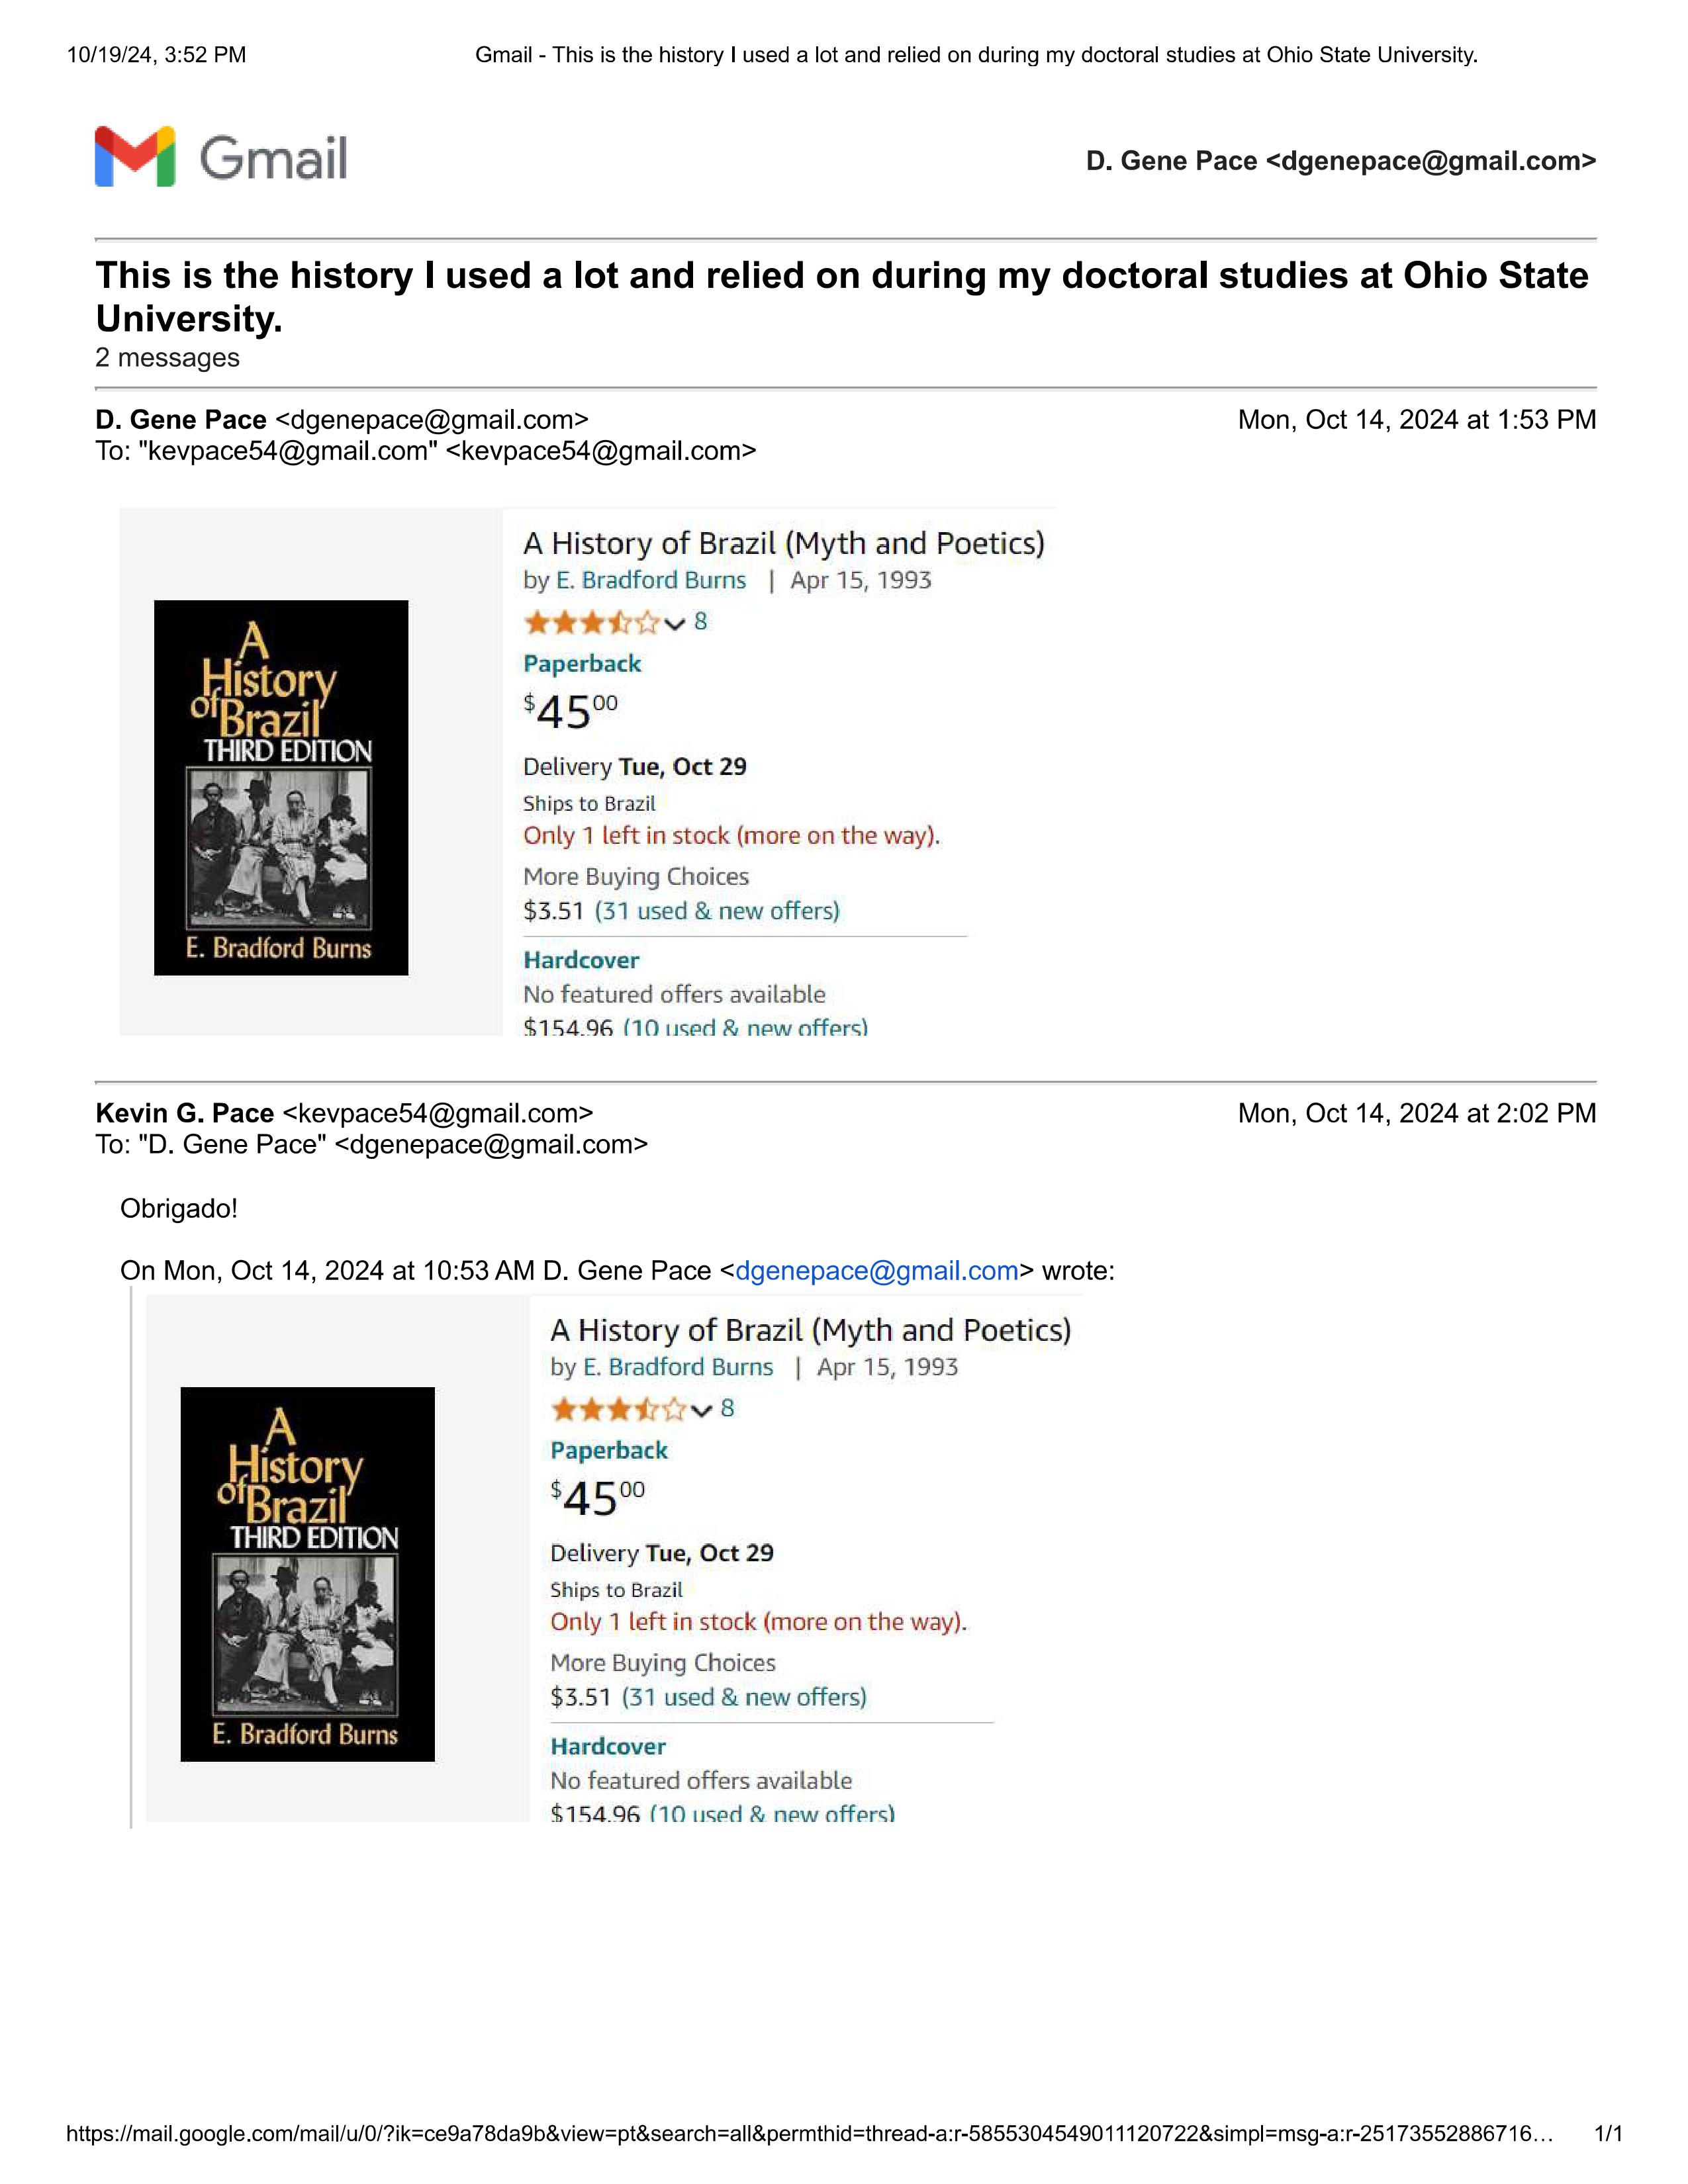 10/19/24, 3:52 PM Gmail - This is the history I used a lot and relied on during my doctoral studies at Ohio State University.
Gmail D. Gene Pace <dgenepace@gmail.com>
This is the history I used a lot and relied on during my doctoral studies at Ohio State
University.
2 messages
D. Gene Pace <dgenepace@gmail.com> Mon, Oct 14, 2024 at 1:53 PM
To: "kevpace54@gmail.com" <kevpace54@gmail.com>
A
History
of Brazil
THIRD EDITION
E. Bradford Burns
A History of Brazil (Myth and Poetics)
by E. Bradford Burns | Apr 15, 1993
8
Paperback
$4500
Delivery Tue, Oct 29
Ships to Brazil
Only 1 left in stock (more on the way).
More Buying Choices
$3.51 (31 used & new offers)
Hardcover
No featured offers available
$154.96 (10 used & new offers)
Kevin G. Pace <kevpace54@gmail.com> Mon, Oct 14, 2024 at 2:02 PM
To: "D. Gene Pace" <dgenepace@gmail.com>
Obrigado!
On Mon, Oct 14, 2024 at 10:53 AM D. Gene Pace <dgenepace@gmail.com> wrote:
A
History
of Brazil
THIRD EDITION
E. Bradford Burns
A History of Brazil (Myth and Poetics)
by E. Bradford Burns | Apr 15, 1993
8
Paperback
$4500
Delivery Tue, Oct 29
Ships to Brazil
Only 1 left in stock (more on the way).
More Buying Choices
$3.51 (31 used & new offers)
Hardcover
No featured offers available
$154.96 (10 used & new offers)
https://mail.google.com/mail/u/0/?ik=ce9a78da9b&view=pt&search=all&permthid=thread-a:r-5855304549011120722&simpl=msg-a:r-25173552886716… 1/1